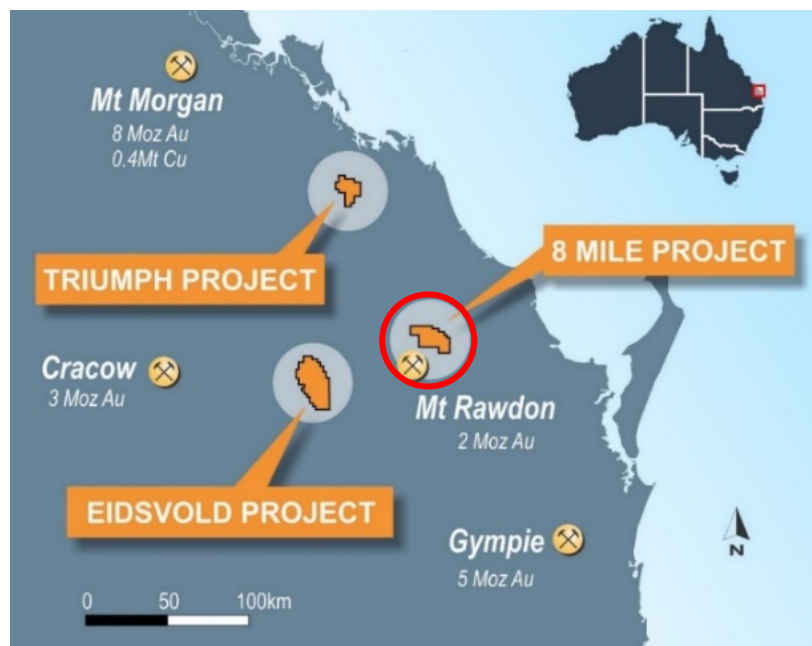 Mt Morgan
8 Moz Au
0.4Mt Cu
TRIUMPH PROJECT
8 MILE PROJECT
Cracow
3 Moz Au
Mt Rawdon
2 Moz Au
EIDSVOLD PROJECT
Gympie
5 Moz Au
N
0 50 100km